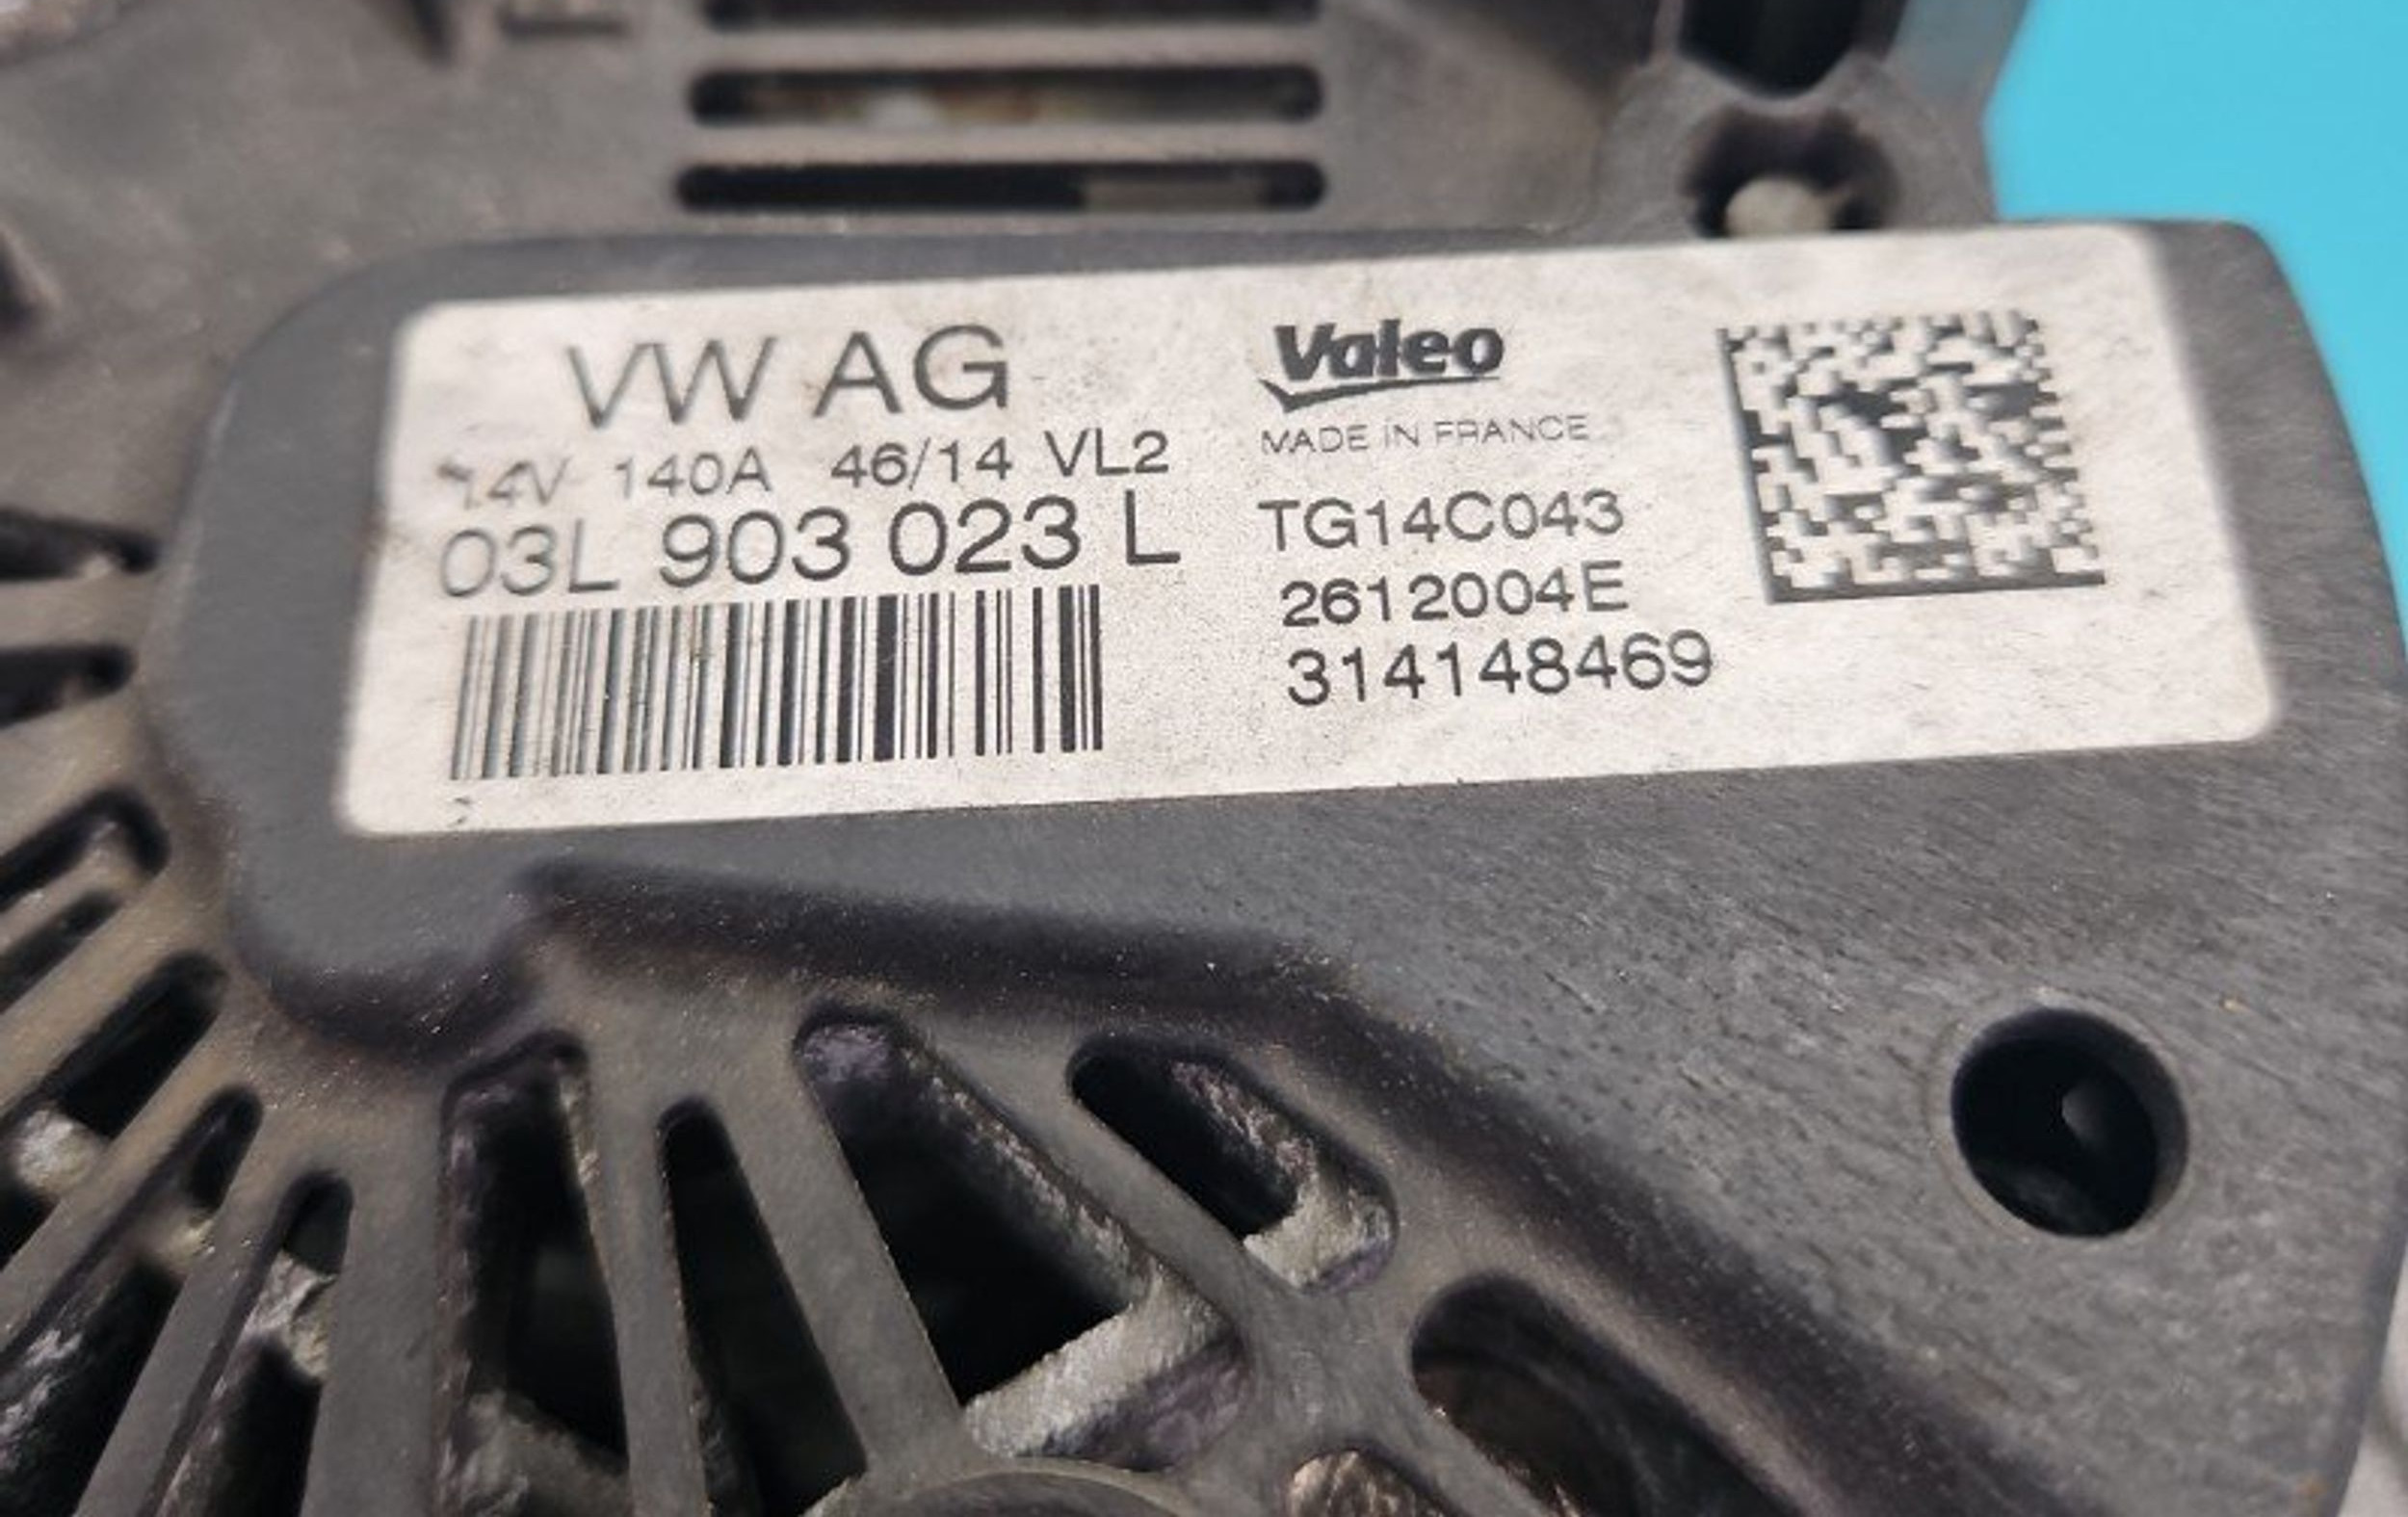 VW AG
14V 140A 46/14 VL2
03L 903 023 L
Valeo
MADE IN FRANCE
TG14C043
2612004E
314148469